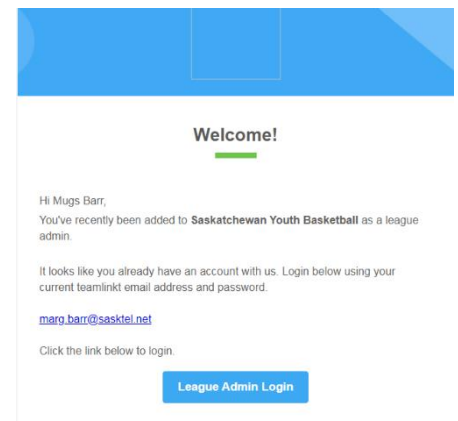 Welcome!
Hi Mugs Barr,
You've recently been added to Saskatchewan Youth Basketball as a league
admin.
It looks like you already have an account with us. Login below using your
current teamlinkt email address and password.
marg.barr@sasktel.net
Click the link below to login.
League Admin Login